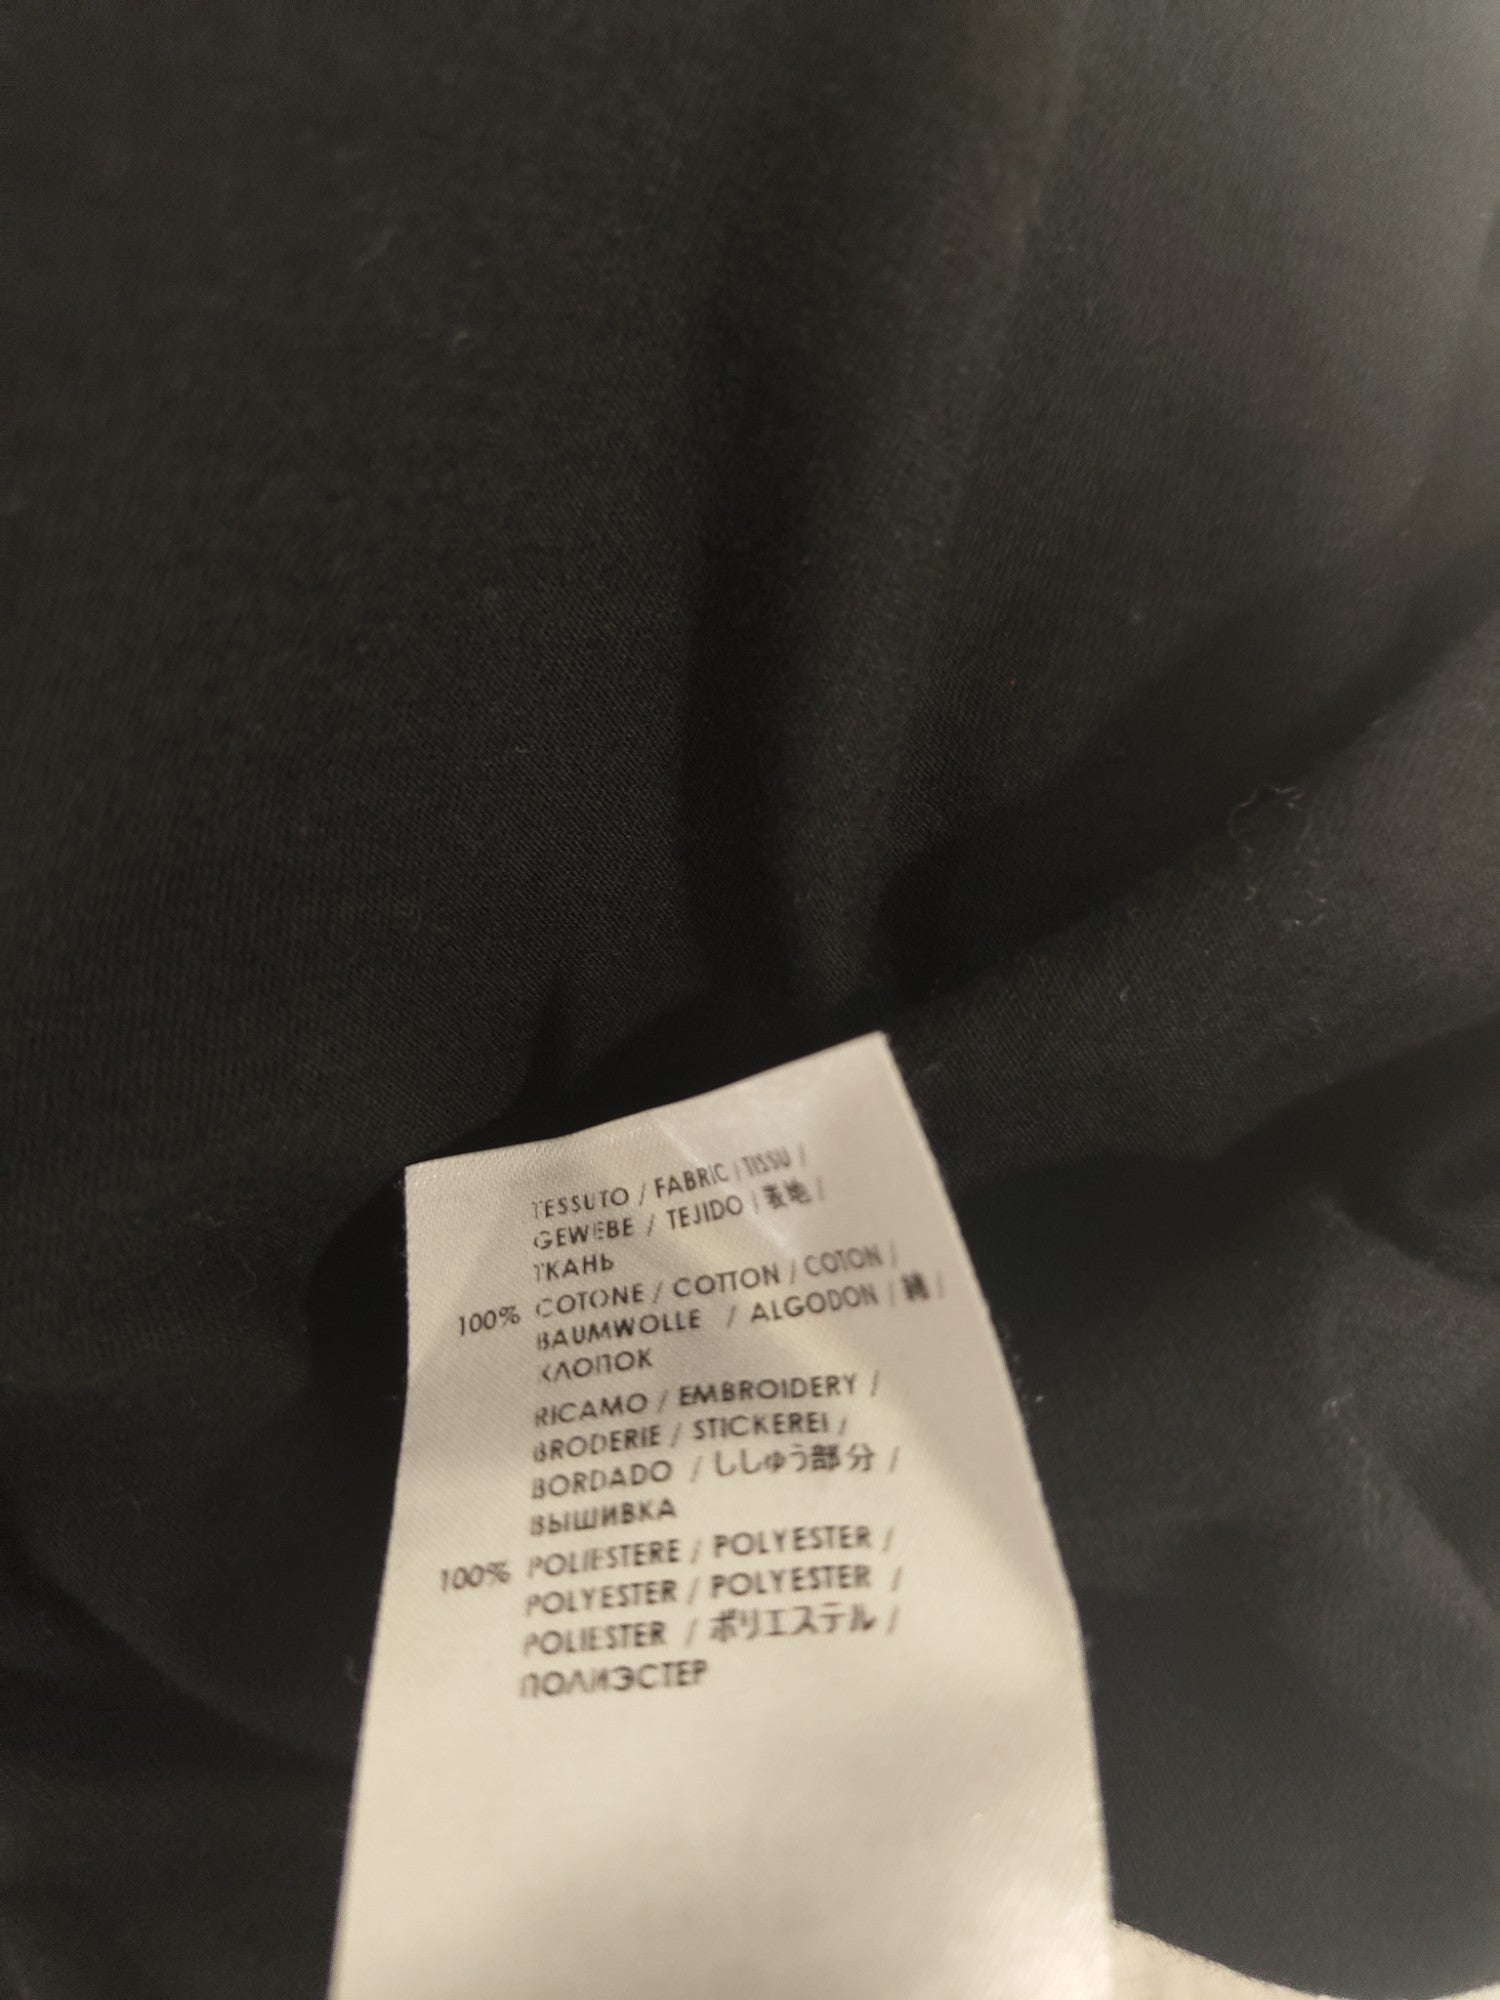 TESSUTO / FABRIC / TISSU /
GEWEBE / TEJIDO / 表地 /
ТКАНЬ
100% COTONE / COTTON / COTON /
BAUMWOLLE / ALGODON / 綿 /
ХЛОПОК
RICAMO / EMBROIDERY /
BRODERIE / STICKEREI /
BORDADO / ししゅう部分 /
ВЫШИВКА
100% POLIESTERE / POLYESTER /
POLYESTER / POLYESTER /
POLIESTER / ポリエステル /
ПОЛИЭСТЕР